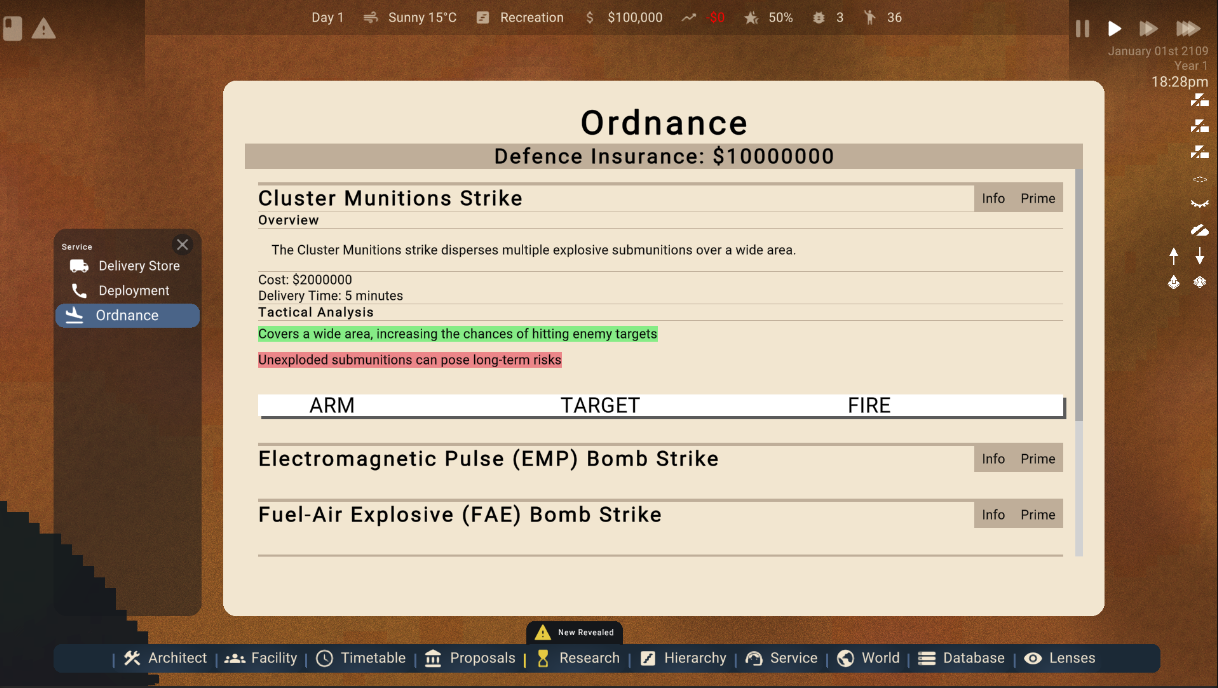 Day 1 Sunny 15°C Recreation $ $100,000 -$0 50% 3 36
January 01st 2109
Year 1
18:28pm
Ordnance
Defence Insurance: $10000000
Cluster Munitions Strike Info Prime
Overview
The Cluster Munitions strike disperses multiple explosive submunitions over a wide area.
Cost: $2000000
Delivery Time: 5 minutes
Tactical Analysis
Covers a wide area, increasing the chances of hitting enemy targets
Unexploded submunitions can pose long-term risks
ARM TARGET FIRE
Electromagnetic Pulse (EMP) Bomb Strike Info Prime
Fuel-Air Explosive (FAE) Bomb Strike Info Prime
Service
Delivery Store
Deployment
Ordnance
New Revealed
Architect Facility Timetable Proposals Research Hierarchy Service World Database Lenses